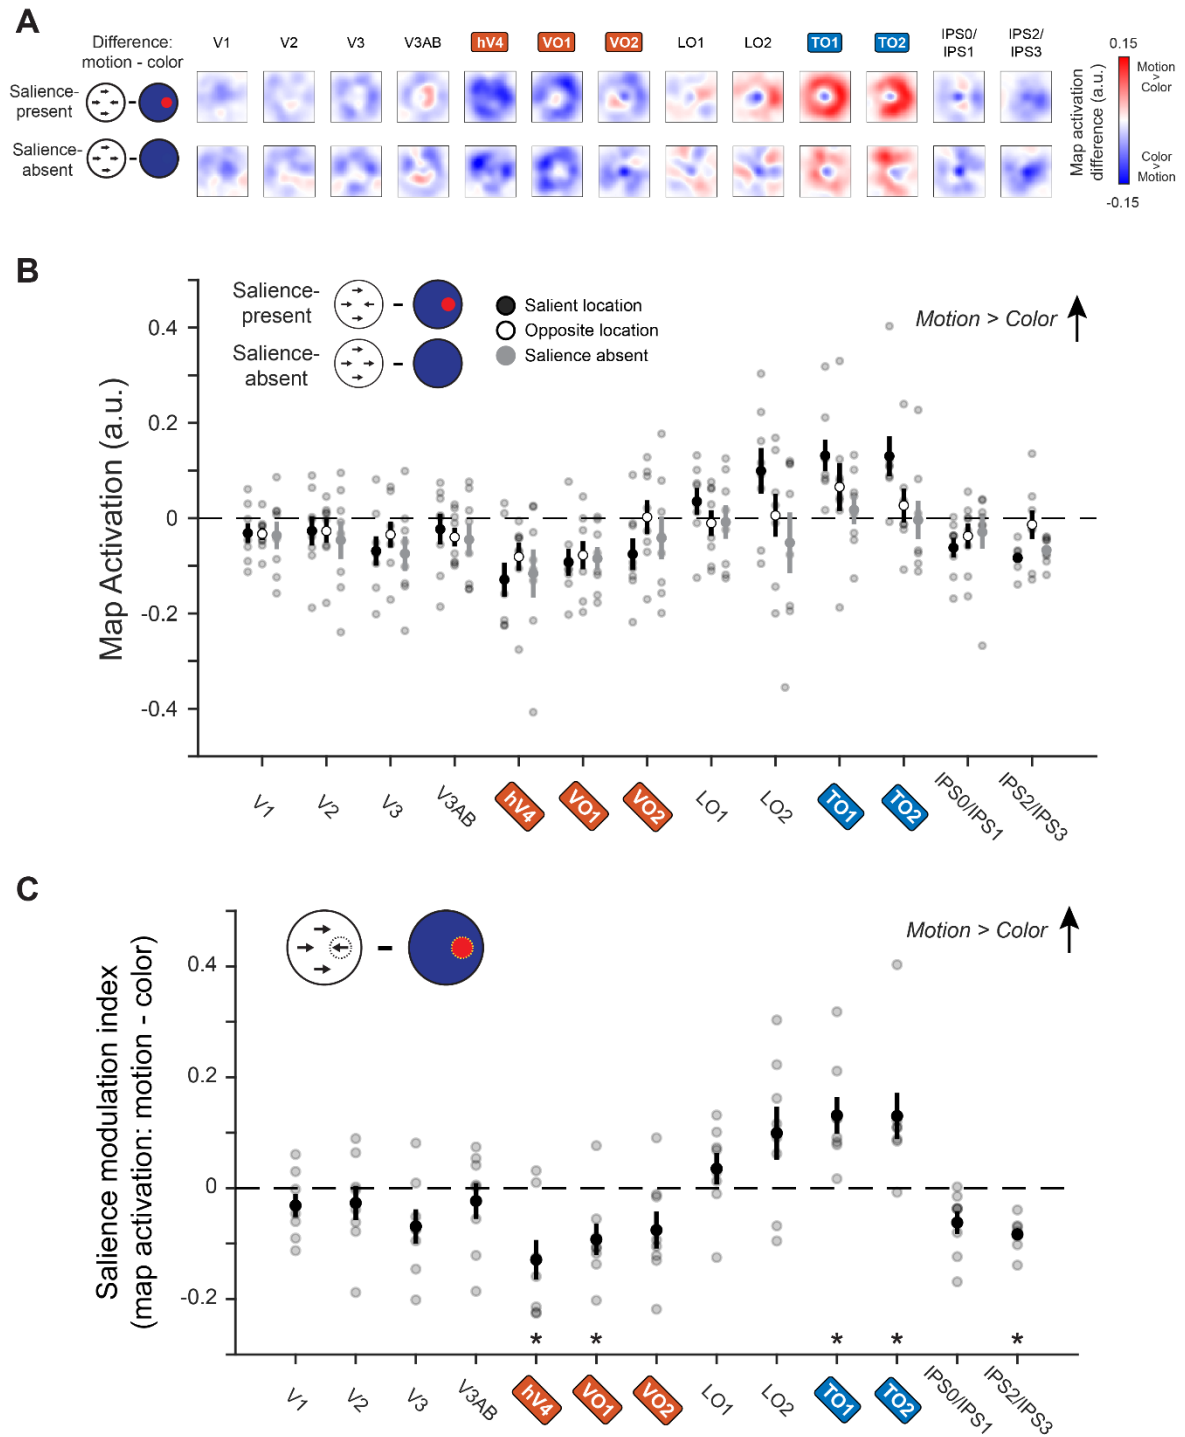 A
Difference:
motion - color
V1
V2
V3
V3AB
hV4
VO1
VO2
LO1
LO2
TO1
TO2
IPS0/
IPS1
IPS2/
IPS3
Salience-
present
Salience-
absent
0.15
Motion
>
Color
Map activation
difference (a.u.)
Color
>
Motion
-0.15
B
Salience-
present
Salience-
absent
Salient location
Opposite location
Salience absent
Motion > Color
Map Activation (a.u.)
0.4
0.2
0
-0.2
-0.4
V1
V2
V3
V3AB
hV4
VO1
VO2
LO1
LO2
TO1
TO2
IPS0/IPS1
IPS2/IPS3
C
Motion > Color
Salience modulation index
(map activation: motion - color)
0.4
0.2
0
-0.2
* * * * *
V1
V2
V3
V3AB
hV4
VO1
VO2
LO1
LO2
TO1
TO2
IPS0/IPS1
IPS2/IPS3